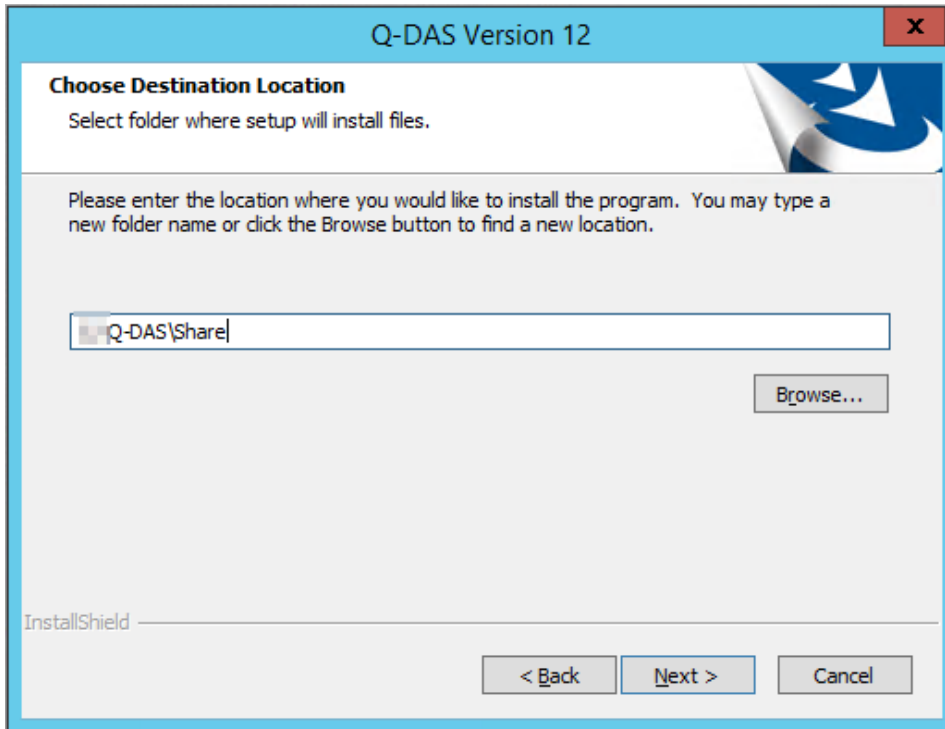 Q-DAS Version 12
x
Choose Destination Location
Select folder where setup will install files.
Please enter the location where you would like to install the program. You may type a
new folder name or click the Browse button to find a new location.
Q-DAS\Share
Browse...
InstallShield
< Back
Next >
Cancel